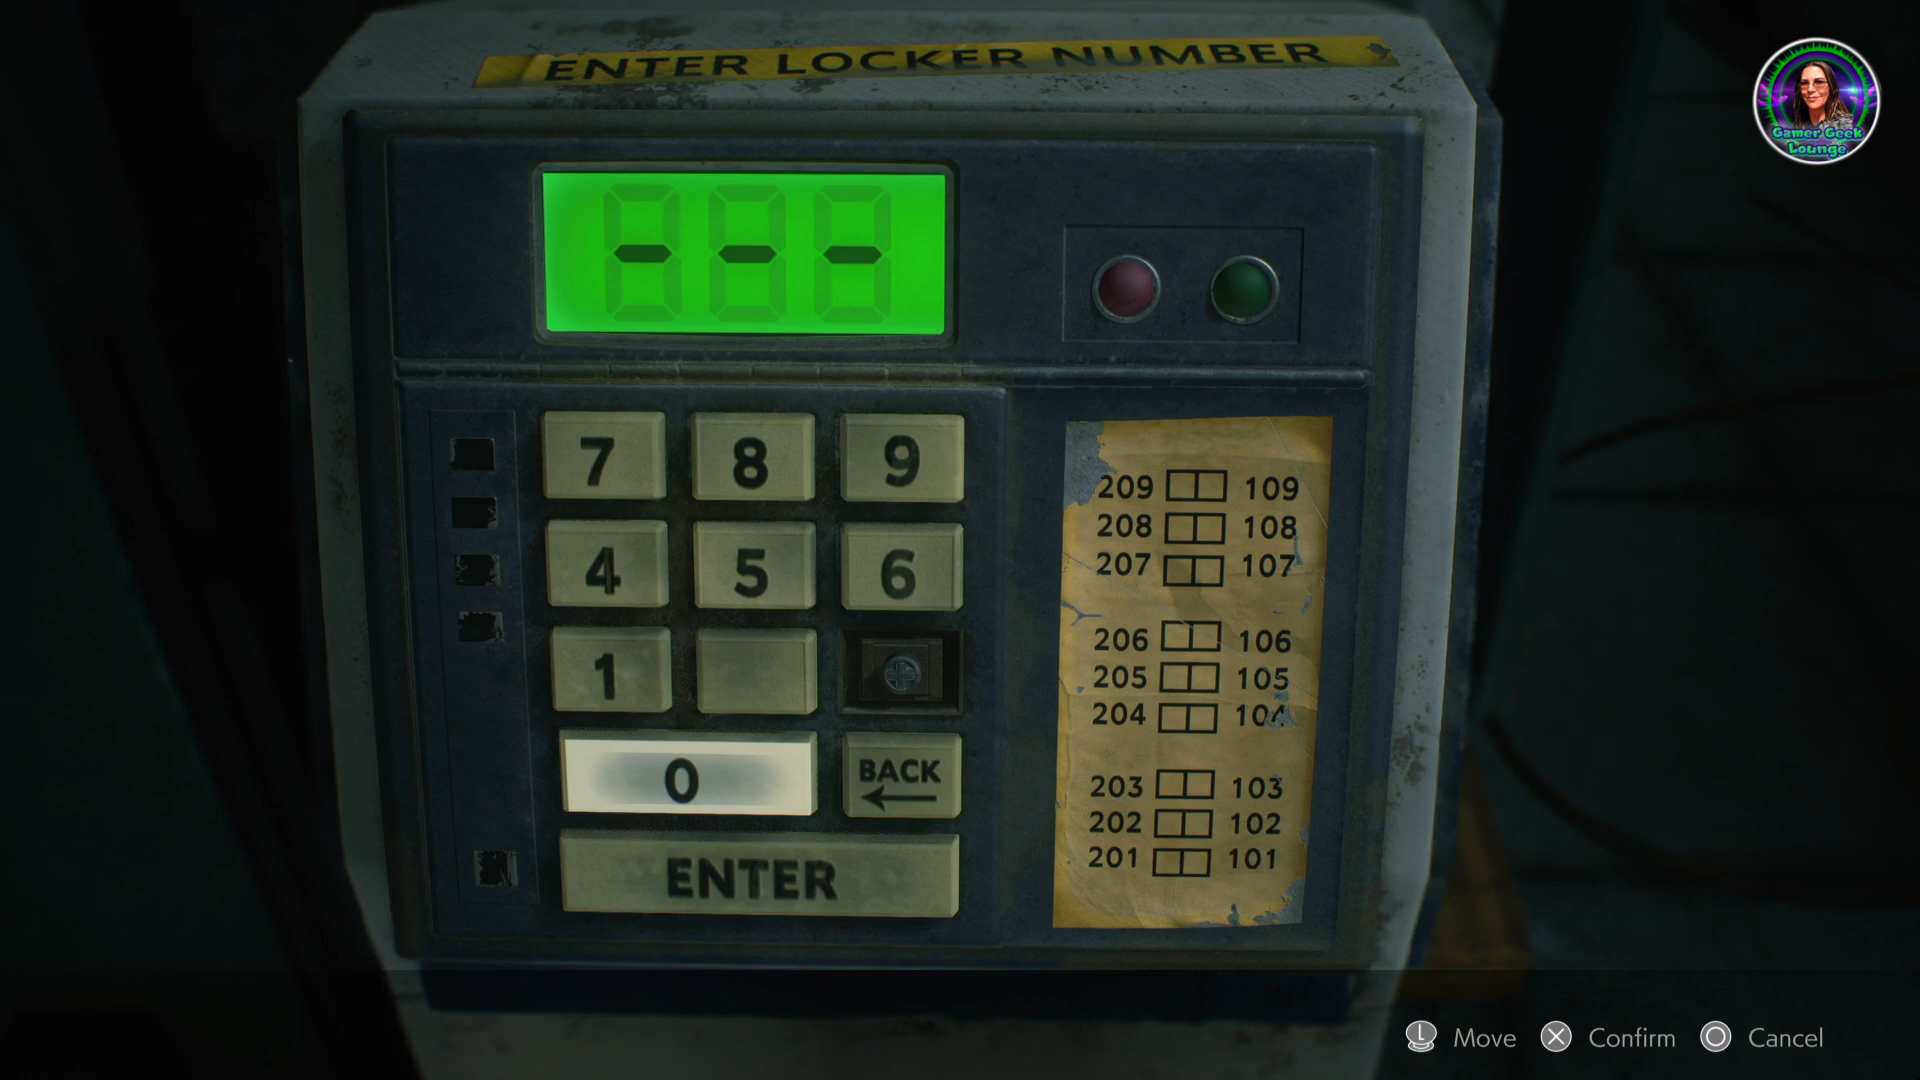 ENTER LOCKER NUMBER
Gamer Geek
Lounge
7 8 9
4 5 6
1
0 BACK
ENTER
209 109
208 108
207 107
206 106
205 105
204 104
203 103
202 102
201 101
L Move Confirm Cancel